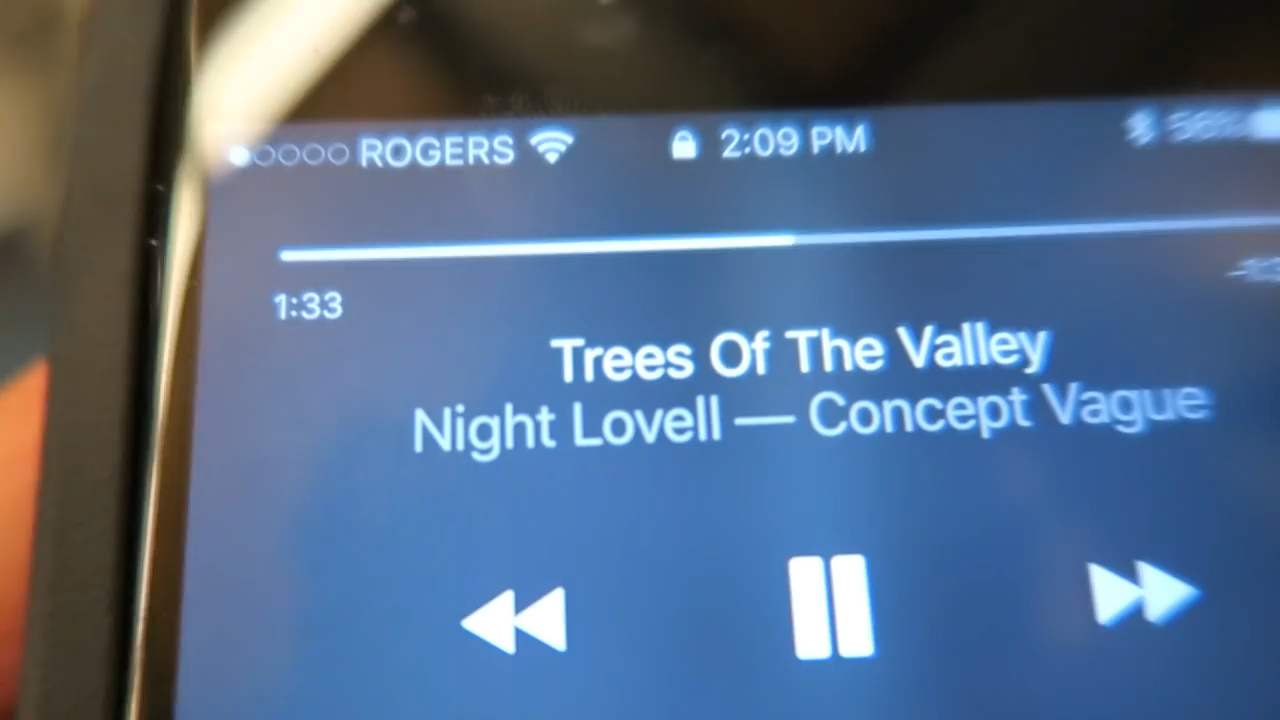 ROGERS 2:09 PM
1:33
Trees Of The Valley
Night Lovell — Concept Vague